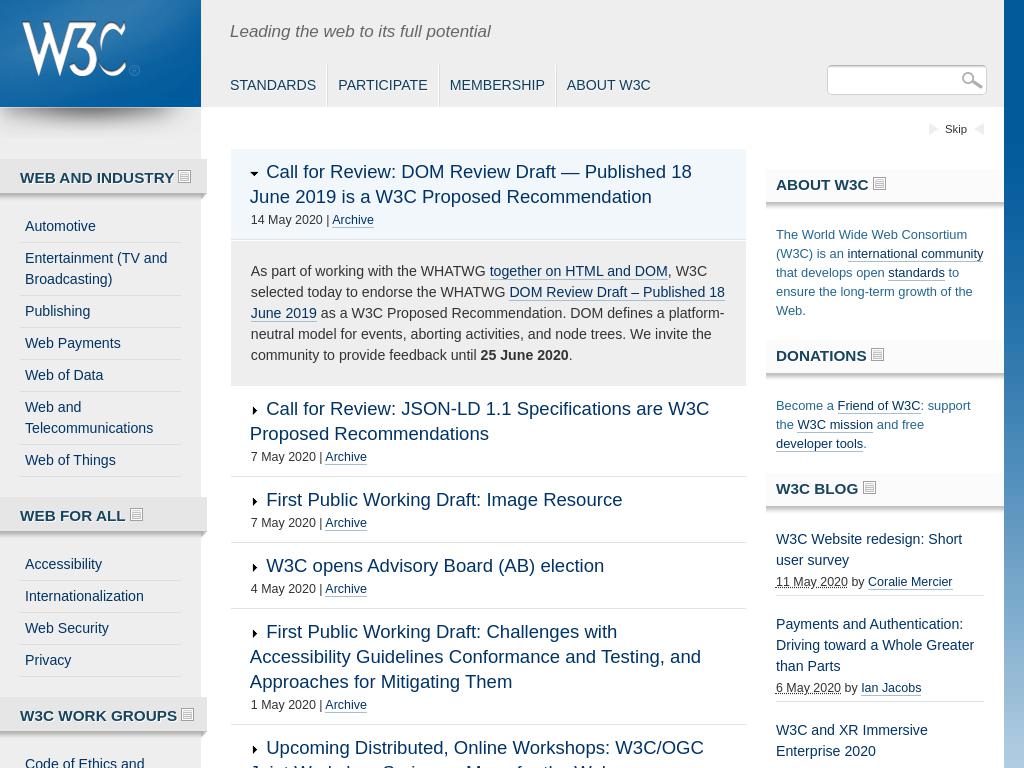 W3C
Leading the web to its full potential
STANDARDS PARTICIPATE MEMBERSHIP ABOUT W3C
Skip
WEB AND INDUSTRY
Automotive
Entertainment (TV and
Broadcasting)
Publishing
Web Payments
Web of Data
Web and
Telecommunications
Web of Things
WEB FOR ALL
Accessibility
Internationalization
Web Security
Privacy
W3C WORK GROUPS
Code of Ethics and
Call for Review: DOM Review Draft — Published 18
June 2019 is a W3C Proposed Recommendation
14 May 2020 | Archive
As part of working with the WHATWG together on HTML and DOM, W3C
selected today to endorse the WHATWG DOM Review Draft – Published 18
June 2019 as a W3C Proposed Recommendation. DOM defines a platform-
neutral model for events, aborting activities, and node trees. We invite the
community to provide feedback until 25 June 2020.
Call for Review: JSON-LD 1.1 Specifications are W3C
Proposed Recommendations
7 May 2020 | Archive
First Public Working Draft: Image Resource
7 May 2020 | Archive
W3C opens Advisory Board (AB) election
4 May 2020 | Archive
First Public Working Draft: Challenges with
Accessibility Guidelines Conformance and Testing, and
Approaches for Mitigating Them
1 May 2020 | Archive
Upcoming Distributed, Online Workshops: W3C/OGC
ABOUT W3C
The World Wide Web Consortium
(W3C) is an international community
that develops open standards to
ensure the long-term growth of the
Web.
DONATIONS
Become a Friend of W3C: support
the W3C mission and free
developer tools.
W3C BLOG
W3C Website redesign: Short
user survey
11 May 2020 by Coralie Mercier
Payments and Authentication:
Driving toward a Whole Greater
than Parts
6 May 2020 by Ian Jacobs
W3C and XR Immersive
Enterprise 2020